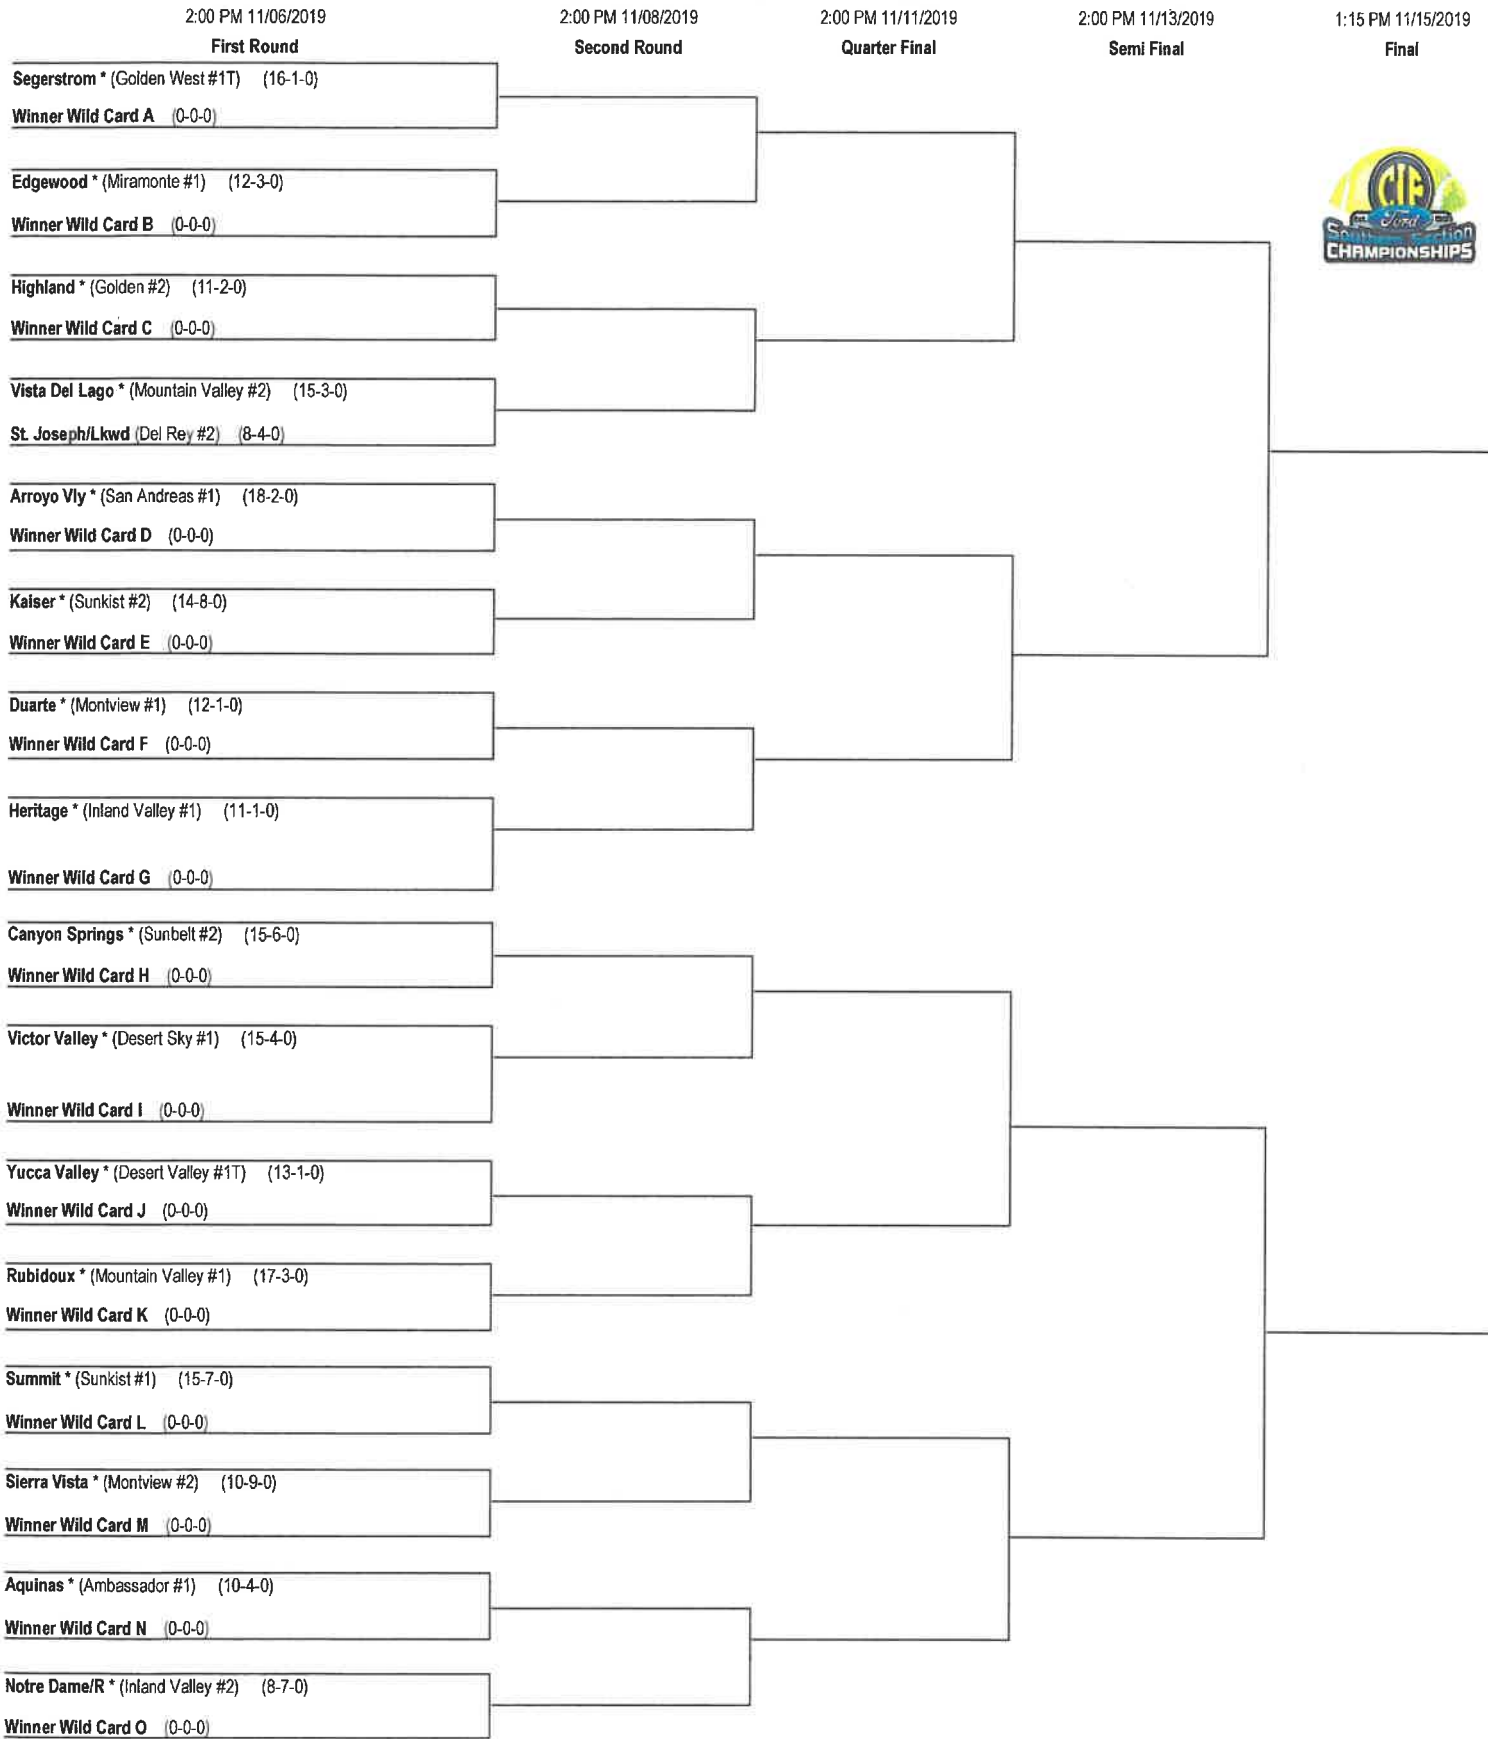 2:00 PM 11/06/2019 2:00 PM 11/08/2019 2:00 PM 11/11/2019 2:00 PM 11/13/2019 1:15 PM 11/15/2019
First Round Second Round Quarter Final Semi Final Final
Segerstrom * (Golden West #1T) (16-1-0)
Winner Wild Card A (0-0-0)
Edgewood * (Miramonte #1) (12-3-0)
Winner Wild Card B (0-0-0)
CIF
Ford
Southern Section
CHAMPIONSHIPS
Highland * (Golden #2) (11-2-0)
Winner Wild Card C (0-0-0)
Vista Del Lago * (Mountain Valley #2) (15-3-0)
St. Joseph/Lkwd (Del Rey #2) (8-4-0)
Arroyo Vly * (San Andreas #1) (18-2-0)
Winner Wild Card D (0-0-0)
Kaiser * (Sunkist #2) (14-8-0)
Winner Wild Card E (0-0-0)
Duarte * (Montview #1) (12-1-0)
Winner Wild Card F (0-0-0)
Heritage * (Inland Valley #1) (11-1-0)
Winner Wild Card G (0-0-0)
Canyon Springs * (Sunbelt #2) (15-6-0)
Winner Wild Card H (0-0-0)
Victor Valley * (Desert Sky #1) (15-4-0)
Winner Wild Card I (0-0-0)
Yucca Valley * (Desert Valley #1T) (13-1-0)
Winner Wild Card J (0-0-0)
Rubidoux * (Mountain Valley #1) (17-3-0)
Winner Wild Card K (0-0-0)
Summit * (Sunkist #1) (15-7-0)
Winner Wild Card L (0-0-0)
Sierra Vista * (Montview #2) (10-9-0)
Winner Wild Card M (0-0-0)
Aquinas * (Ambassador #1) (10-4-0)
Winner Wild Card N (0-0-0)
Notre Dame/R * (Inland Valley #2) (8-7-0)
Winner Wild Card O (0-0-0)